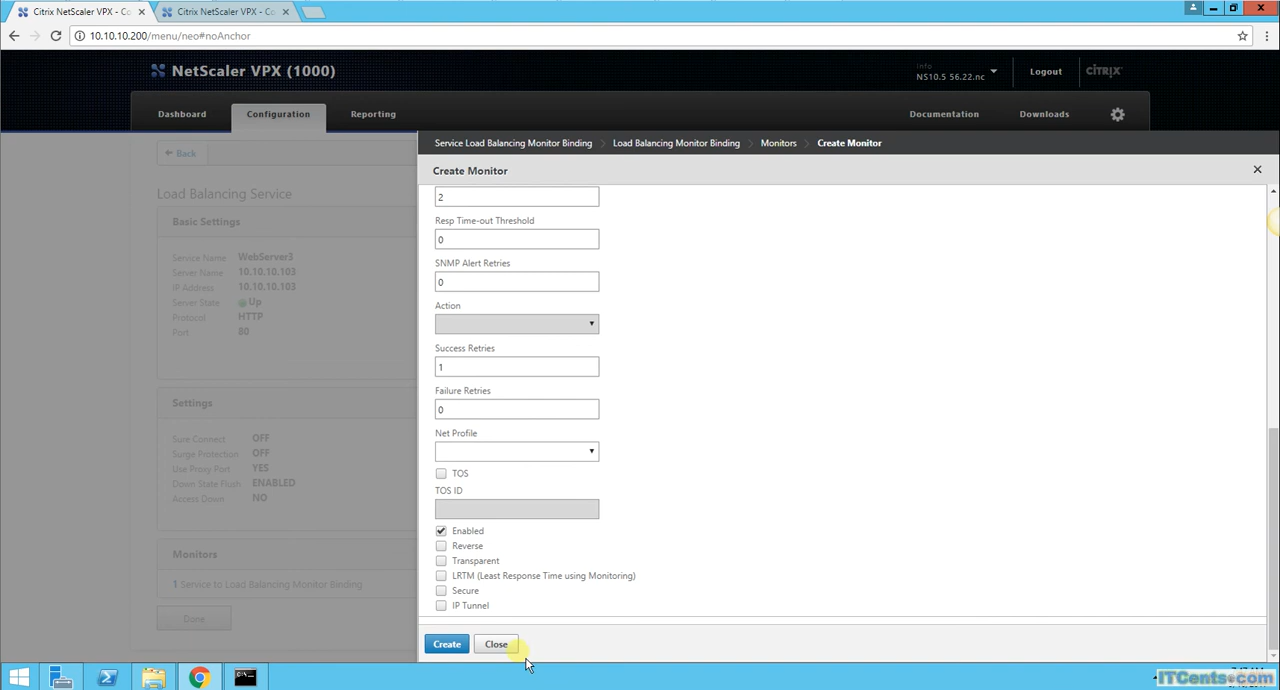 Citrix NetScaler VPX - Co
Citrix NetScaler VPX - Co
10.10.10.200/menu/neo#noAnchor
NetScaler VPX (1000)
Info
NS10.5 56.22.nc
Logout
CITRIX
Dashboard
Configuration
Reporting
Documentation
Downloads
Back
Load Balancing Service
Basic Settings
Service Name WebServer3
Server Name 10.10.10.103
IP Address 10.10.10.103
Server State Up
Protocol HTTP
Port 80
Settings
Sure Connect OFF
Surge Protection OFF
Use Proxy Port YES
Down State Flush ENABLED
Access Down NO
Monitors
1 Service to Load Balancing Monitor Binding
Done
Service Load Balancing Monitor Binding
Load Balancing Monitor Binding
Monitors
Create Monitor
Create Monitor
2
Resp Time-out Threshold
0
SNMP Alert Retries
0
Action
Success Retries
1
Failure Retries
0
Net Profile
TOS
TOS ID
Enabled
Reverse
Transparent
LRTM (Least Response Time using Monitoring)
Secure
IP Tunnel
Create
Close
ITCents.com